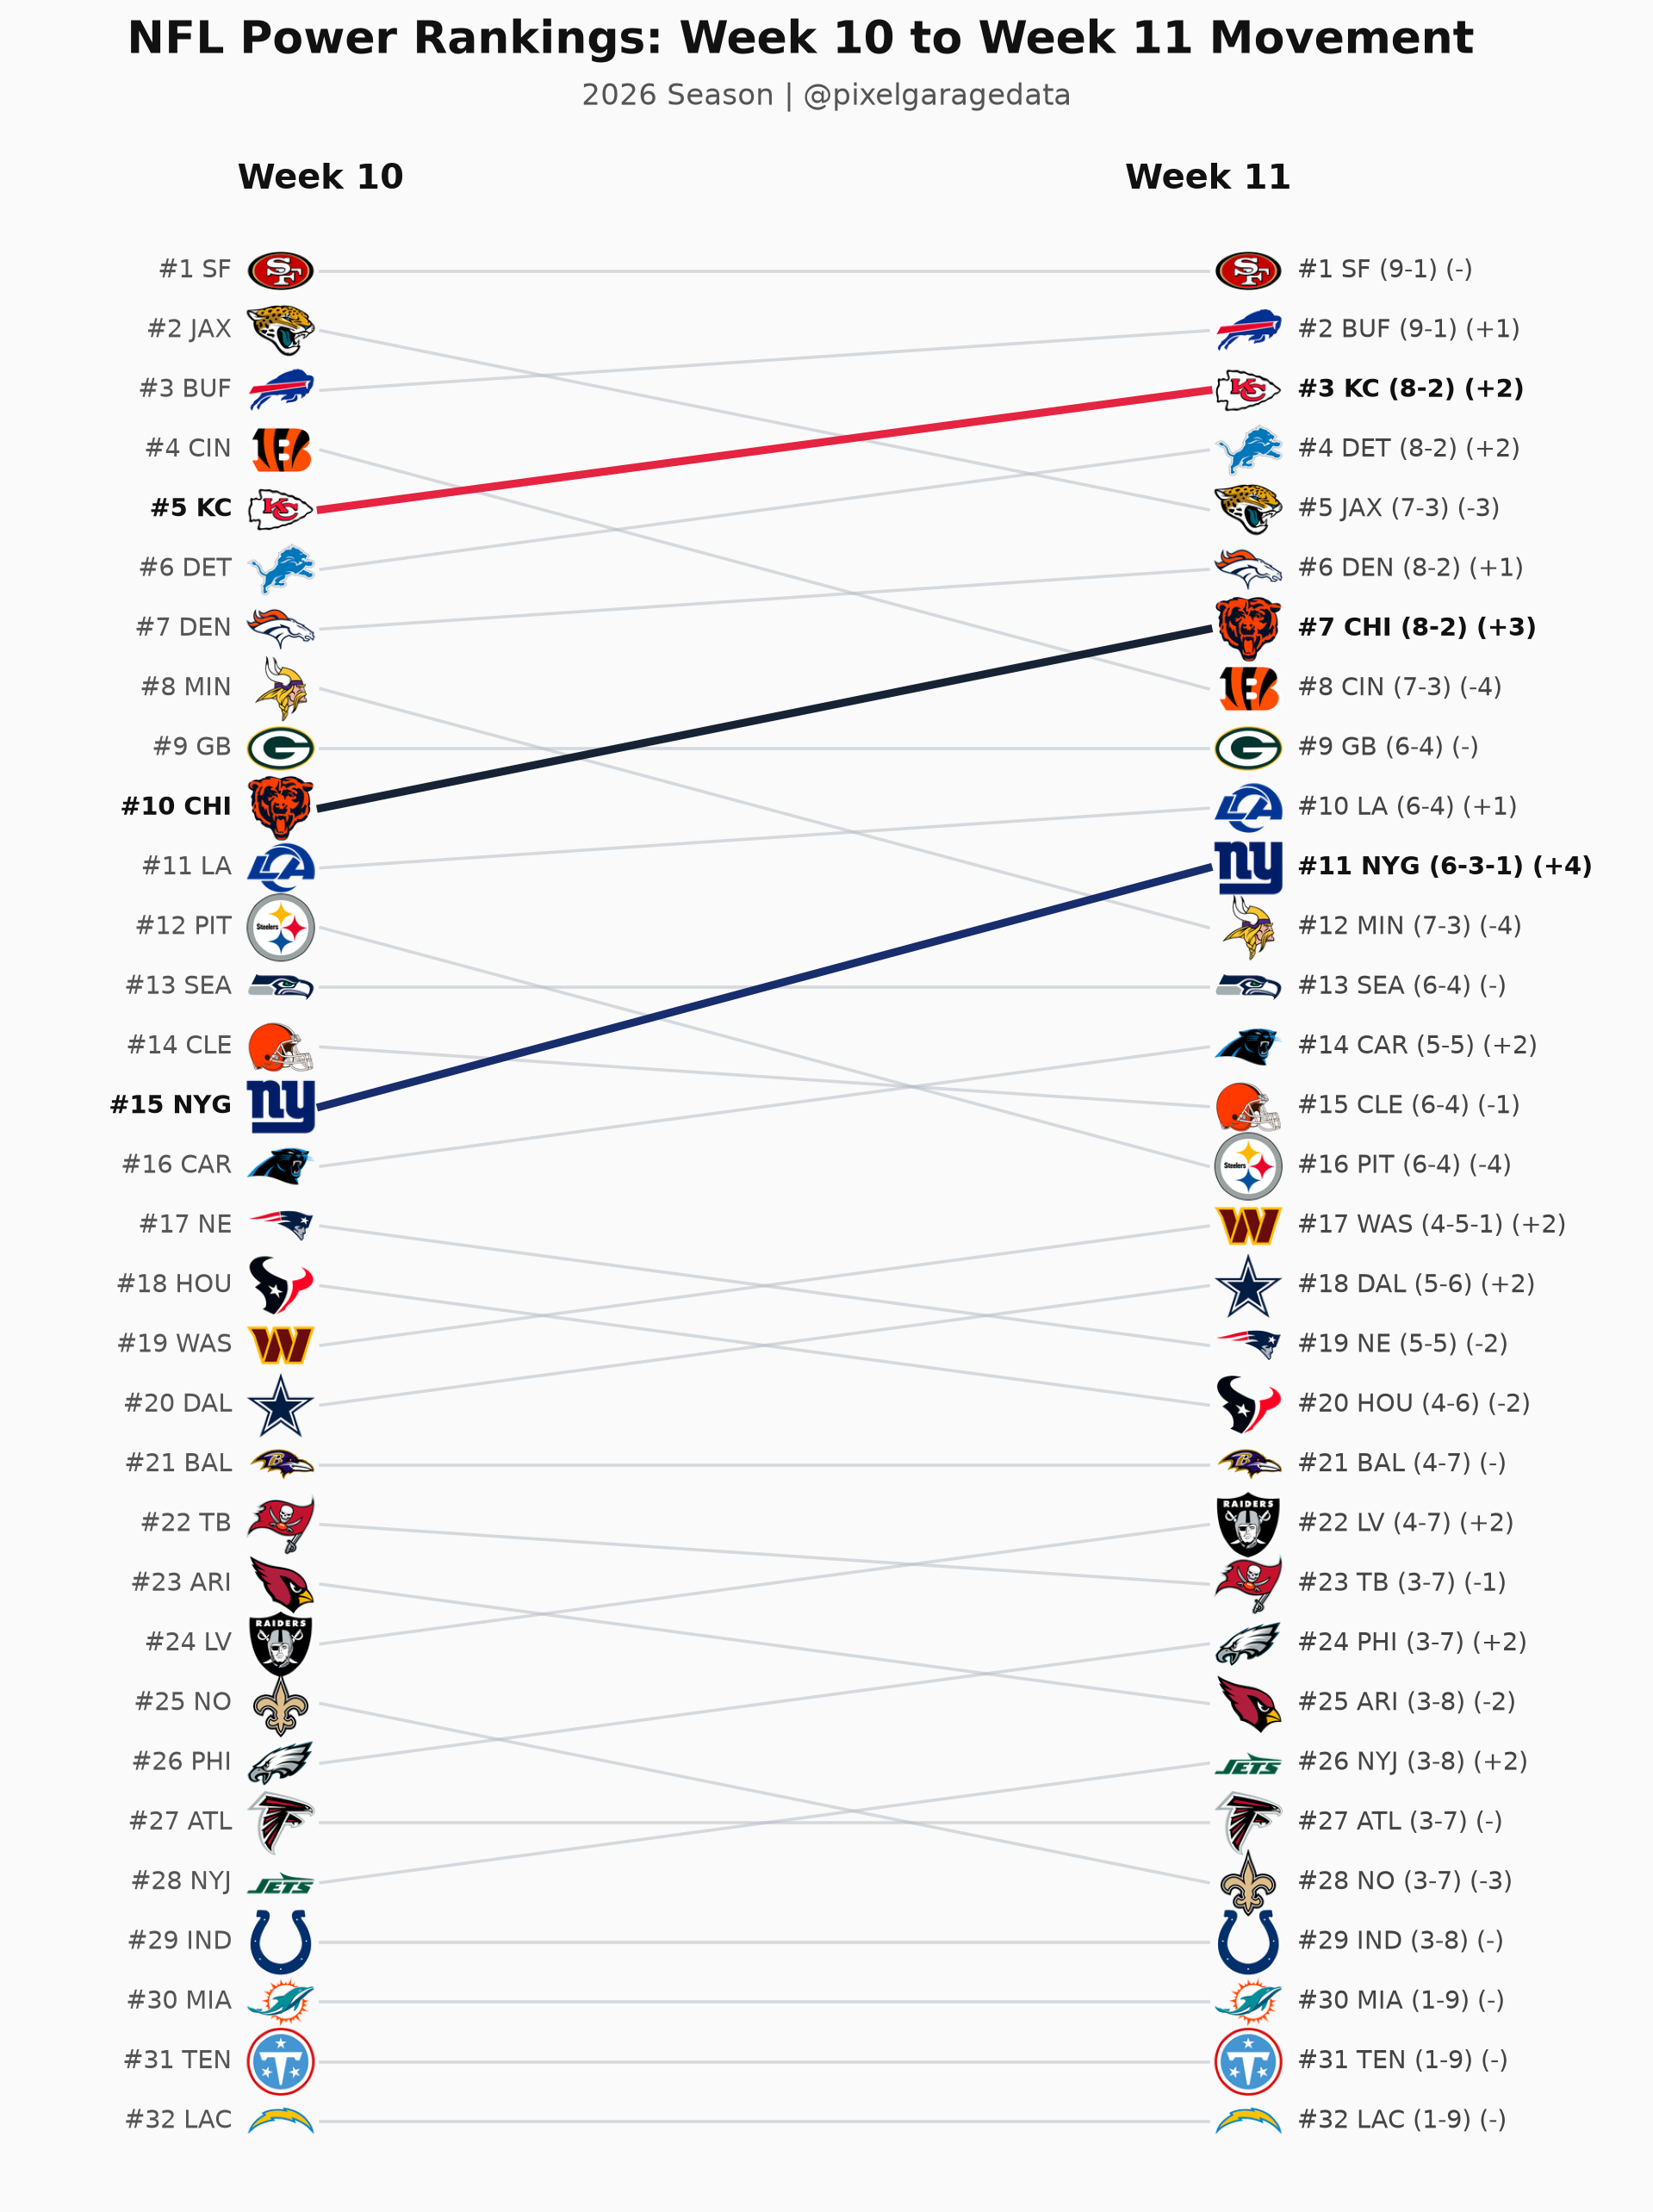 NFL Power Rankings: Week 10 to Week 11 Movement
2026 Season | @pixelgaragedata
Week 10
Week 11
#1 SF
#1 SF (9-1) (-)
#2 JAX
#2 BUF (9-1) (+1)
#3 BUF
#3 KC (8-2) (+2)
#4 CIN
#4 DET (8-2) (+2)
#5 KC
#5 JAX (7-3) (-3)
#6 DET
#6 DEN (8-2) (+1)
#7 DEN
#7 CHI (8-2) (+3)
#8 MIN
#8 CIN (7-3) (-4)
#9 GB
#9 GB (6-4) (-)
#10 CHI
#10 LA (6-4) (+1)
#11 LA
#11 NYG (6-3-1) (+4)
#12 PIT
Steelers
#12 MIN (7-3) (-4)
#13 SEA
#13 SEA (6-4) (-)
#14 CLE
#14 CAR (5-5) (+2)
#15 NYG
ny
#15 CLE (6-4) (-1)
#16 CAR
Steelers
#16 PIT (6-4) (-4)
#17 NE
#17 WAS (4-5-1) (+2)
#18 HOU
#18 DAL (5-6) (+2)
#19 WAS
#19 NE (5-5) (-2)
#20 DAL
#20 HOU (4-6) (-2)
#21 BAL
#21 BAL (4-7) (-)
#22 TB
RAIDERS
#22 LV (4-7) (+2)
#23 ARI
#23 TB (3-7) (-1)
#24 LV
RAIDERS
#24 PHI (3-7) (+2)
#25 NO
#25 ARI (3-8) (-2)
#26 PHI
JETS
#26 NYJ (3-8) (+2)
#27 ATL
#27 ATL (3-7) (-)
#28 NYJ
JETS
#28 NO (3-7) (-3)
#29 IND
#29 IND (3-8) (-)
#30 MIA
#30 MIA (1-9) (-)
#31 TEN
#31 TEN (1-9) (-)
#32 LAC
#32 LAC (1-9) (-)